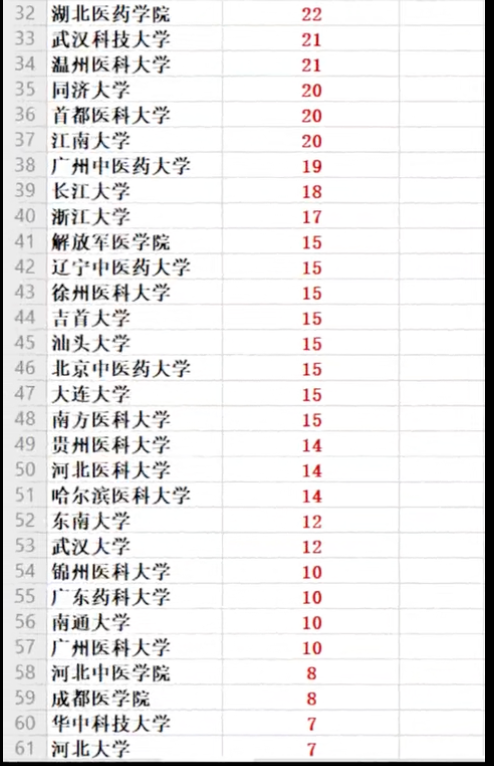 32 湖北医药学院 22
33 武汉科技大学 21
34 温州医科大学 21
35 同济大学 20
36 首都医科大学 20
37 江南大学 20
38 广州中医药大学 19
39 长江大学 18
40 浙江大学 17
41 解放军医学院 15
42 辽宁中医药大学 15
43 徐州医科大学 15
44 吉首大学 15
45 汕头大学 15
46 北京中医药大学 15
47 大连大学 15
48 南方医科大学 15
49 贵州医科大学 14
50 河北医科大学 14
51 哈尔滨医科大学 14
52 东南大学 12
53 武汉大学 12
54 锦州医科大学 10
55 广东药科大学 10
56 南通大学 10
57 广州医科大学 10
58 河北中医学院 8
59 成都医学院 8
60 华中科技大学 7
61 河北大学 7